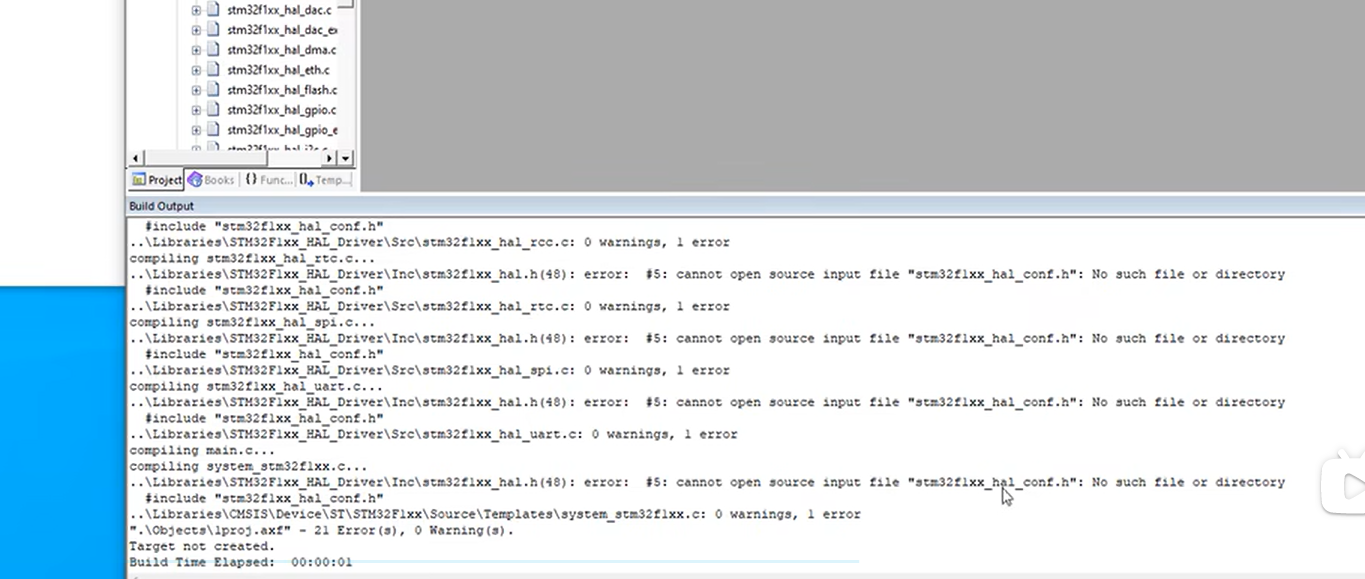 stm32f1xx_hal_dac.c
stm32f1xx_hal_dac_ex
stm32f1xx_hal_dma.c
stm32f1xx_hal_eth.c
stm32f1xx_hal_flash.c
stm32f1xx_hal_gpio.c
stm32f1xx_hal_gpio_e
Project Books {} Func... Temp...
Build Output
#include "stm32f1xx_hal_conf.h"
..\Libraries\STM32F1xx_HAL_Driver\Src\stm32f1xx_hal_rcc.c: 0 warnings, 1 error
compiling stm32f1xx_hal_rtc.c...
..\Libraries\STM32F1xx_HAL_Driver\Inc\stm32f1xx_hal.h(48): error:  #5: cannot open source input file "stm32f1xx_hal_conf.h": No such file or directory
#include "stm32f1xx_hal_conf.h"
..\Libraries\STM32F1xx_HAL_Driver\Src\stm32f1xx_hal_rtc.c: 0 warnings, 1 error
compiling stm32f1xx_hal_spi.c...
..\Libraries\STM32F1xx_HAL_Driver\Inc\stm32f1xx_hal.h(48): error:  #5: cannot open source input file "stm32f1xx_hal_conf.h": No such file or directory
#include "stm32f1xx_hal_conf.h"
..\Libraries\STM32F1xx_HAL_Driver\Src\stm32f1xx_hal_spi.c: 0 warnings, 1 error
compiling stm32f1xx_hal_uart.c...
..\Libraries\STM32F1xx_HAL_Driver\Inc\stm32f1xx_hal.h(48): error:  #5: cannot open source input file "stm32f1xx_hal_conf.h": No such file or directory
#include "stm32f1xx_hal_conf.h"
..\Libraries\STM32F1xx_HAL_Driver\Src\stm32f1xx_hal_uart.c: 0 warnings, 1 error
compiling main.c...
compiling system_stm32f1xx.c...
..\Libraries\STM32F1xx_HAL_Driver\Inc\stm32f1xx_hal.h(48): error:  #5: cannot open source input file "stm32f1xx_hal_conf.h": No such file or directory
#include "stm32f1xx_hal_conf.h"
..\Libraries\CMSIS\Device\ST\STM32F1xx\Source\Templates\system_stm32f1xx.c: 0 warnings, 1 error
".\Objects\1proj.axf" - 21 Error(s), 0 Warning(s).
Target not created.
Build Time Elapsed:  00:00:01